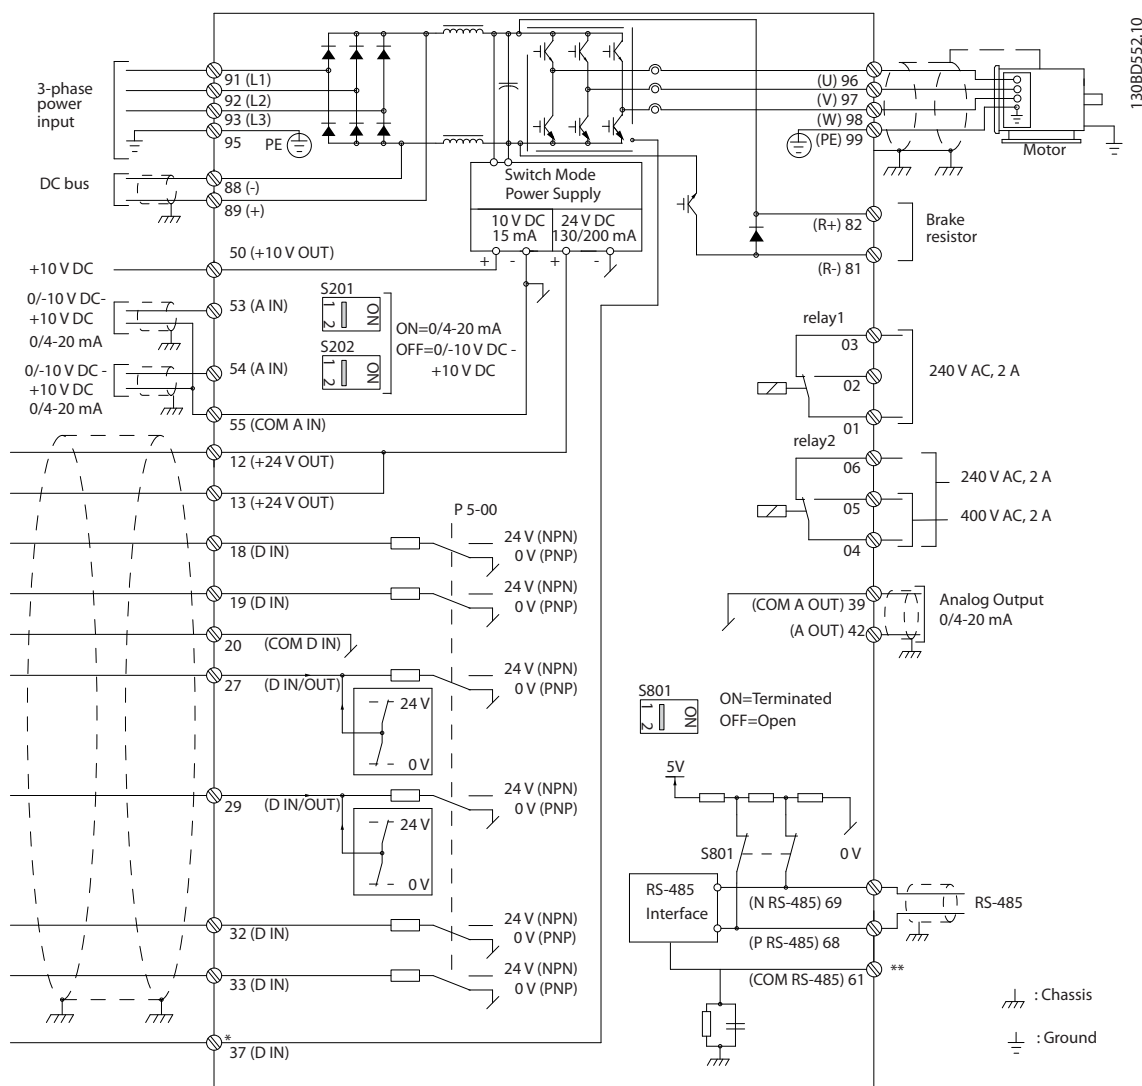 130BD552.10
3-phase
power
input
91 (L1)
92 (L2)
93 (L3)
95
PE
(U) 96
(V) 97
(W) 98
(PE) 99
Motor
DC bus
88 (-)
89 (+)
Switch Mode
Power Supply
10 V DC
15 mA
24 V DC
130/200 mA
+ - + -
(R+) 82
(R-) 81
Brake
resistor
+10 V DC
50 (+10 V OUT)
0/-10 V DC-
+10 V DC
0/4-20 mA
53 (A IN)
S201
1
2
ON
S202
1
2
ON
ON=0/4-20 mA
OFF=0/-10 V DC -
+10 V DC
0/-10 V DC -
+10 V DC
0/4-20 mA
54 (A IN)
55 (COM A IN)
relay1
03
02
01
240 V AC, 2 A
relay2
06
05
04
240 V AC, 2 A
400 V AC, 2 A
12 (+24 V OUT)
13 (+24 V OUT)
P 5-00
18 (D IN)
24 V (NPN)
0 V (PNP)
19 (D IN)
24 V (NPN)
0 V (PNP)
20 (COM D IN)
27 (D IN/OUT)
24 V
0 V
24 V (NPN)
0 V (PNP)
29 (D IN/OUT)
24 V
0 V
24 V (NPN)
0 V (PNP)
32 (D IN)
24 V (NPN)
0 V (PNP)
33 (D IN)
24 V (NPN)
0 V (PNP)
*
37 (D IN)
(COM A OUT) 39
(A OUT) 42
Analog Output
0/4-20 mA
S801
1
2
ON
ON=Terminated
OFF=Open
5V
S801
0 V
RS-485
Interface
(N RS-485) 69
(P RS-485) 68
(COM RS-485) 61
**
RS-485
: Chassis
: Ground